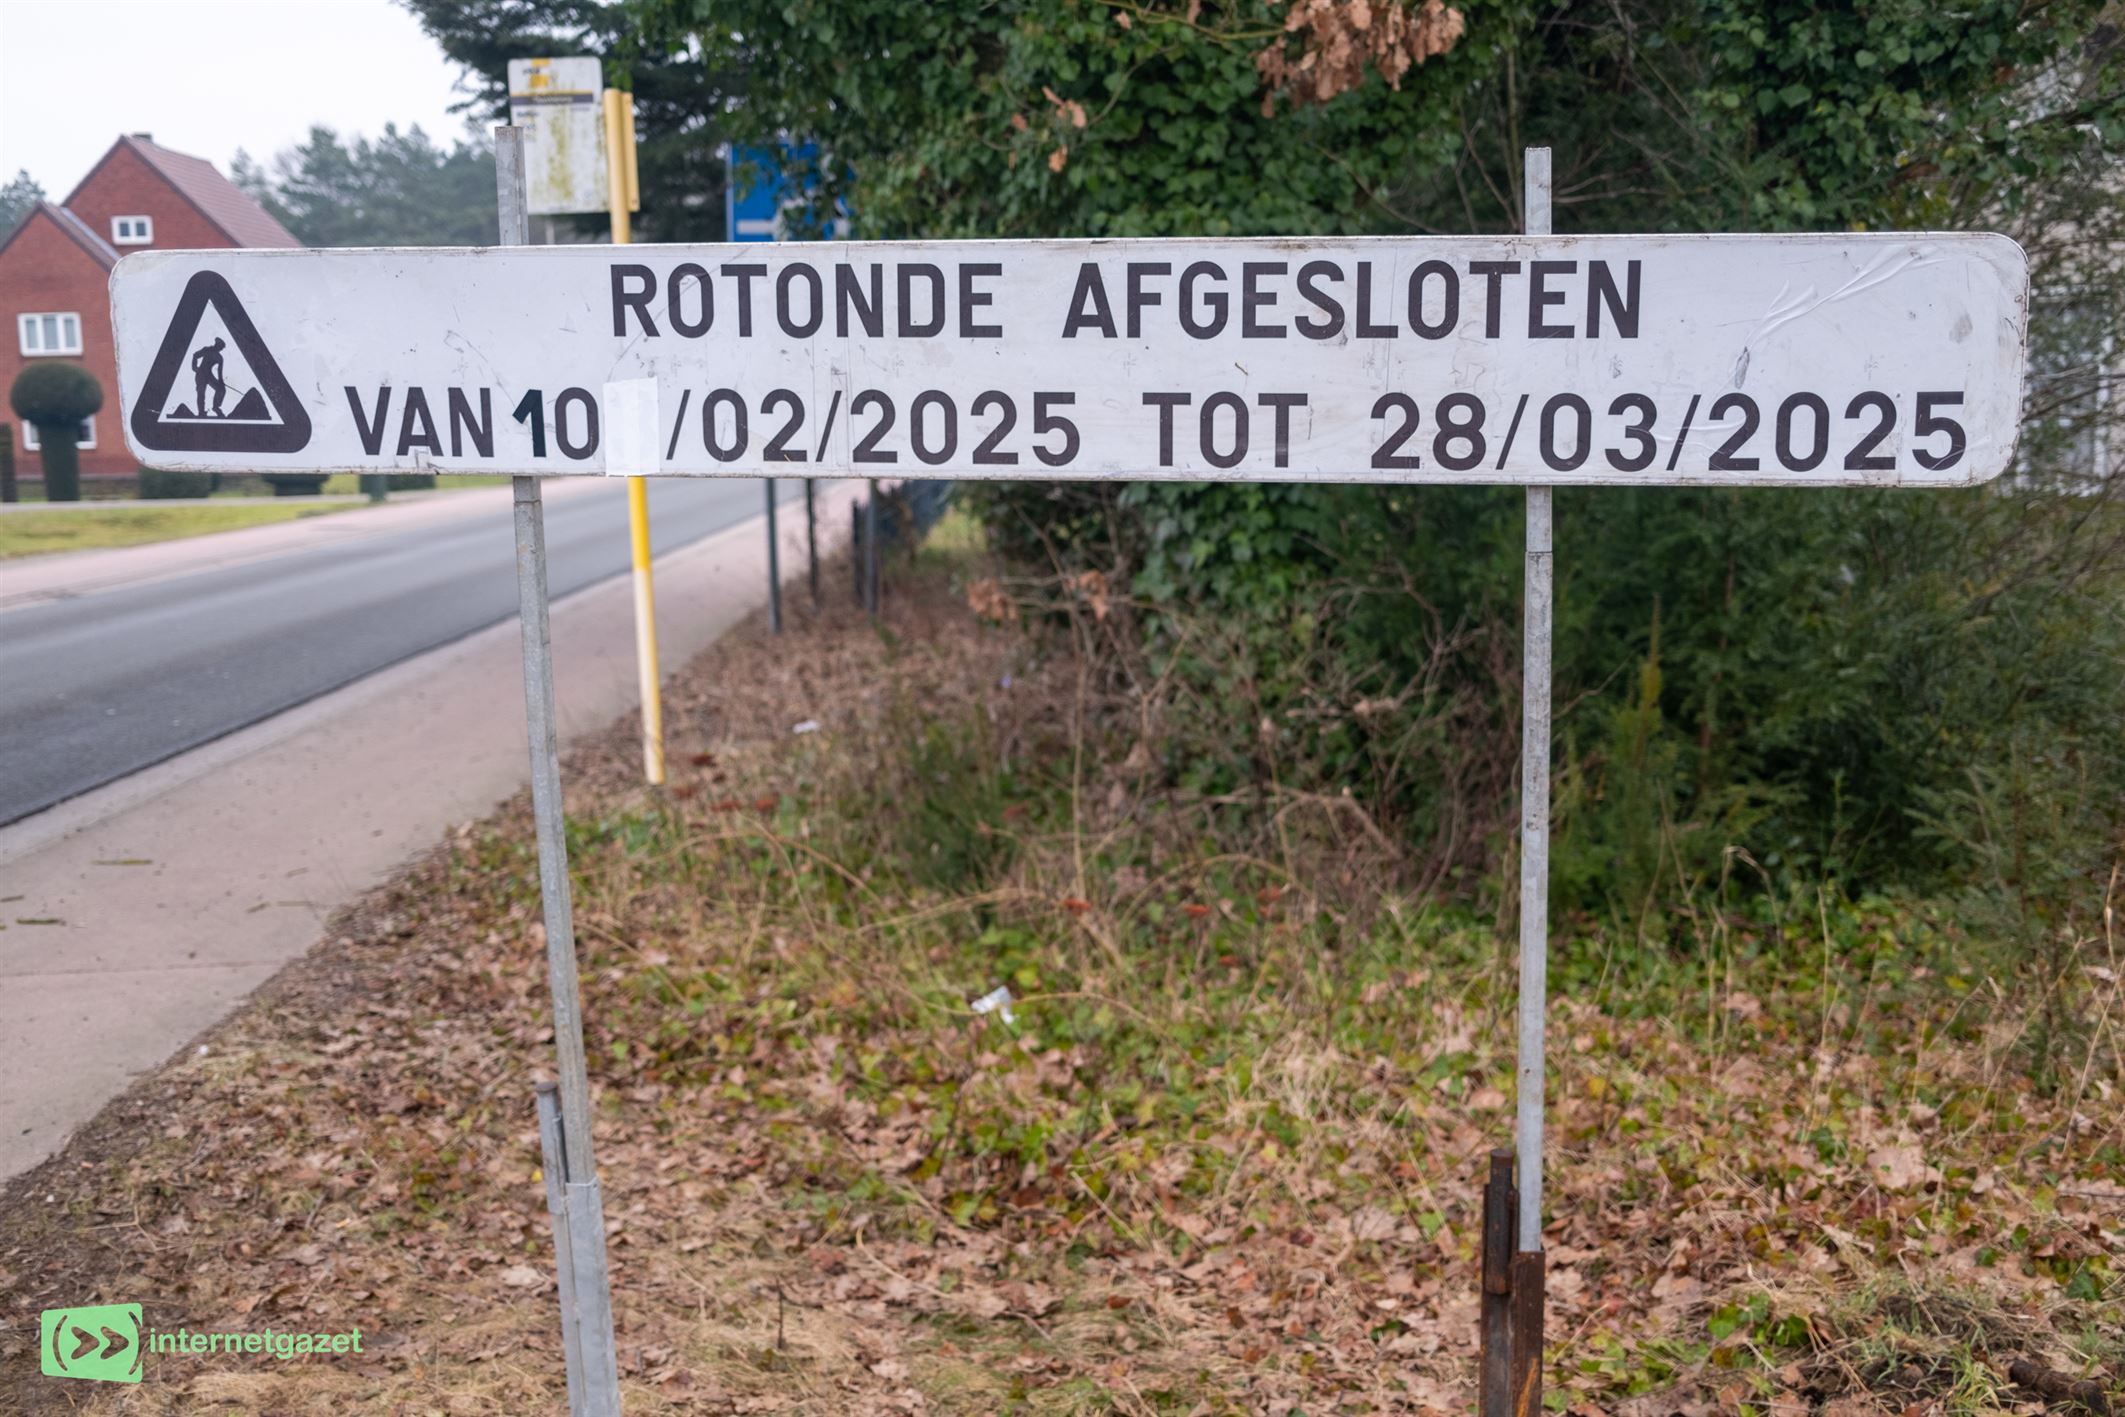 ROTONDE AFGESLOTEN
VAN 10 /02/2025 TOT 28/03/2025
internetgazet